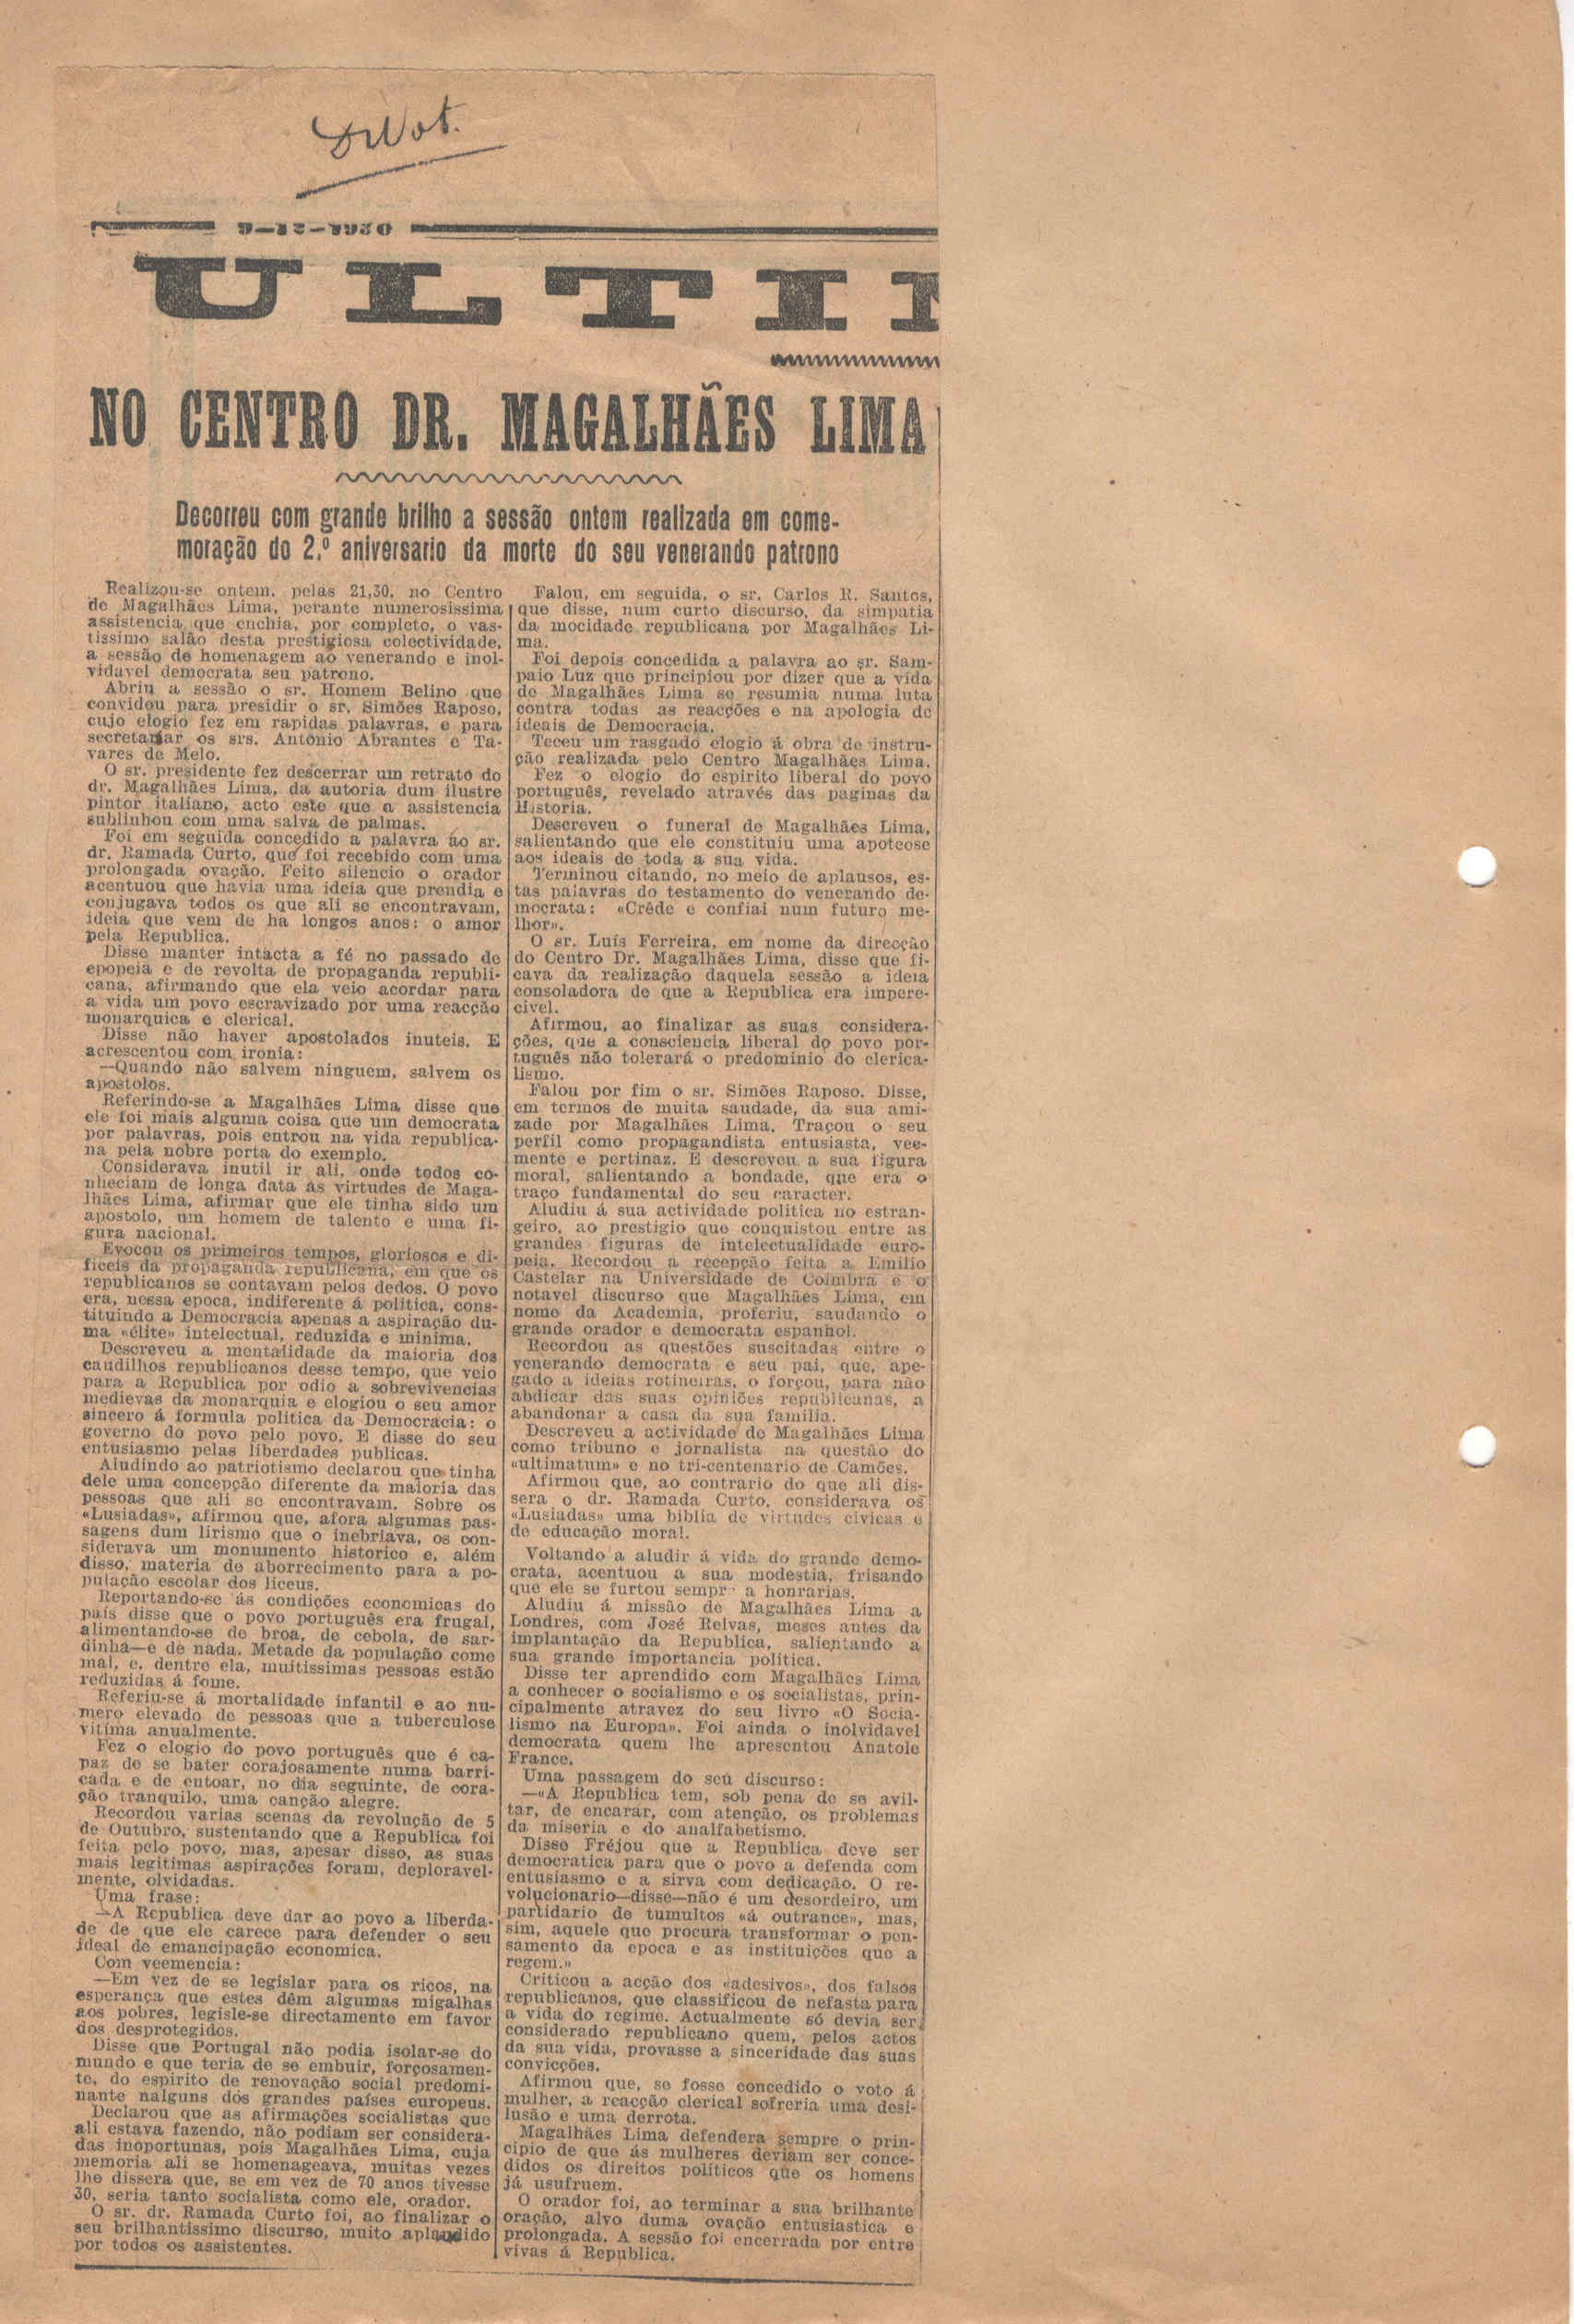 9-12-1930
ULTI
NO CENTRO DR. MAGALHÃES LIMA
Decorreu com grande brilho a sessão ontem realizada em come-
moração do 2.º aniversario da morte do seu venerando patrono
Realizou-se ontem, pelas 21,30, no Centro
de Magalhães Lima, perante numerosissima
assistencia que enchia, por completo, o vas-
tissimo salão desta prestigiosa colectividade,
a sessão de homenagem ao venerando e inol-
vidavel democrata seu patrono.
Abriu a sessão o sr. Homem Belino que
convidou para presidir o sr. Simões Raposo,
cujo elogio fez em rapidas palavras, e para
secretariar os srs. Antonio Abrantes e Ta-
vares de Melo.
O sr. presidente fez descerrar um retrato do
dr. Magalhães Lima, da autoria dum ilustre
pintor italiano, acto este que a assistencia
sublinhou com uma salva de palmas.
Foi em seguida concedido a palavra ao sr.
dr. Ramada Curto, que foi recebido com uma
prolongada ovação. Feito silencio o orador
acentuou que havia uma ideia que prendia e
conjugava todos os que ali se encontravam,
ideia que vem de ha longos anos: o amor
pela Republica.
Disse manter intacta a fé no passado de
epopeia e de revolta de propaganda republi-
cana, afirmando que ela veio acordar para
a vida um povo escravizado por uma reacção
monarquica e clerical.
Disse não haver apostolados inuteis. E
acrescentou com ironia:
—Quando não salvem ninguem, salvem os
apostolos.
Referindo-se a Magalhães Lima disse que
ele foi mais alguma coisa que um democrata
por palavras, pois entrou na vida republica-
na pela nobre porta do exemplo.
Considerava inutil ir ali, onde todos co-
nheciam de longa data as virtudes de Maga-
lhães Lima, afirmar que ele tinha sido um
apostolo, um homem de talento e uma fi-
gura nacional.
Evocou os primeiros tempos, gloriosos e di-
ficeis da propaganda republicana, em que os
republicanos se contavam pelos dedos. O povo
era, nessa epoca, indiferente á politica, cons-
tituindo a Democracia apenas a aspiração du-
ma «élite» intelectual, reduzida e minima.
Descreveu a mentalidade da maioria dos
caudilhos republicanos desse tempo, que veio
para a Republica por odio a sobrevivencias
medievas da monarquia e elogiou o seu amor
sincero á formula politica da Democracia: o
governo do povo pelo povo. E disse do seu
entusiasmo pelas liberdades publicas.
Aludindo ao patriotismo declarou que tinha
dele uma concepção diferente da maioria das
pessoas que ali se encontravam. Sobre os
«Lusiadas», afirmou que, afora algumas pas-
sagens dum lirismo que o inebriava, os con-
siderava um monumento historico e, além
disso, materia de aborrecimento para a po-
pulação escolar dos liceus.
Reportando-se ás condições economicas do
país disse que o povo português era frugal,
alimentando-se de broa, de cebola, de sar-
dinha—e de nada. Metade da população come
mal, e, dentre ela, muitissimas pessoas estão
reduzidas á fome.
Referiu-se á mortalidade infantil e ao nu-
mero elevado de pessoas que a tuberculose
vitima anualmente.
Fez o elogio do povo português que é ca-
paz de se bater corajosamente numa barri-
cada e de entoar, no dia seguinte, de cora-
ção tranquilo, uma canção alegre.
Recordou varias scenas da revolução de 5
de Outubro, sustentando que a Republica foi
feita pelo povo, mas, apesar disso, as suas
mais legitimas aspirações foram, deploravel-
mente, olvidadas.
Uma frase:
—A Republica deve dar ao povo a liberda-
de de que ele carece para defender o seu
ideal de emancipação economica.
Com veemencia:
—Em vez de se legislar para os ricos, na
esperança que estes dêm algumas migalhas
aos pobres, legisle-se directamente em favor
dos desprotegidos.
Disse que Portugal não podia isolar-se do
mundo e que teria de se embuir, forçosamen-
te, do espirito de renovação social predomi-
nante nalguns dos grandes países europeus.
Declarou que as afirmações socialistas que
ali estava fazendo, não podiam ser considera-
das inoportunas, pois Magalhães Lima, cuja
memoria ali se homenageava, muitas vezes
lhe dissera que, se em vez de 70 anos tivesse
30, seria tanto socialista como ele, orador.
O sr. dr. Ramada Curto foi, ao finalizar o
seu brilhantissimo discurso, muito aplaudido
por todos os assistentes.
Falou, em seguida, o sr. Carlos R. Santos,
que disse, num curto discurso, da simpatia
da mocidade republicana por Magalhães Li-
ma.
Foi depois concedida a palavra ao sr. Sam-
paio Luz que principiou por dizer que a vida
de Magalhães Lima se resumia numa luta
contra todas as reacções e na apologia de
ideais de Democracia.
Teceu um rasgado elogio á obra de instru-
ção realizada pelo Centro Magalhães Lima.
Fez o elogio do espirito liberal do povo
português, revelado através das paginas da
Historia.
Descreveu o funeral de Magalhães Lima,
salientando que ele constituiu uma apoteose
aos ideais de toda a sua vida.
Terminou citando, no meio de aplausos, es-
tas palavras do testamento do venerando de-
mocrata: «Crêde e confiai num futuro me-
lhor».
O sr. Luís Ferreira, em nome da direcção
do Centro Dr. Magalhães Lima, disse que fi-
cava da realização daquela sessão a ideia
consoladora de que a Republica era impere-
civel.
Afirmou, ao finalizar as suas considera-
ções, que a consciencia liberal do povo por-
tuguês não tolerará o predominio do clerica-
lismo.
Falou por fim o sr. Simões Raposo. Disse,
em termos de muita saudade, da sua ami-
zade por Magalhães Lima. Traçou o seu
perfil como propagandista entusiasta, vee-
mente e pertinaz. E descreveu a sua figura
moral, salientando a bondade, que era o
traço fundamental do seu caracter.
Aludiu á sua actividade politica no estran-
geiro, ao prestigio que conquistou entre as
grandes figuras de intelectualidade euro-
peia. Recordou a recepção feita a Emilio
Castelar na Universidade de Coimbra e o
notavel discurso que Magalhães Lima, em
nome da Academia, proferiu, saudando o
grande orador e democrata espanhol.
Recordou as questões suscitadas entre o
venerando democrata e seu pai, que, ape-
gado a ideias rotineiras, o forçou, para não
abdicar das suas opiniões republicanas, a
abandonar a casa da sua familia.
Descreveu a actividade de Magalhães Lima
como tribuno e jornalista na questão do
«ultimatum» e no tri-centenario de Camões.
Afirmou que, ao contrario do que ali dis-
sera o dr. Ramada Curto, considerava os
«Lusiadas» uma biblia de virtudes civicas e
de educação moral.
Voltando a aludir á vida do grande demo-
crata, acentuou a sua modestia, frisando
que ele se furtou sempr a honrarias.
Aludiu á missão de Magalhães Lima a
Londres, com José Relvas, meses antes da
implantação da Republica, salientando a
sua grande importancia politica.
Disse ter aprendido com Magalhães Lima
a conhecer o socialismo e os socialistas, prin-
cipalmente atravez do seu livro «O Socia-
lismo na Europa». Foi ainda o inolvidavel
democrata quem lhe apresentou Anatole
France.
Uma passagem do seu discurso:
—«A Republica tem, sob pena de se avil-
tar, de encarar, com atenção, os problemas
da miseria e do analfabetismo.
Disse Fréjou que a Republica deve ser
democratica para que o povo a defenda com
entusiasmo e a sirva com dedicação. O re-
volucionario—disse—não é um desordeiro, um
partidario de tumultos «á outrance», mas,
sim, aquele que procura transformar o pen-
samento da epoca e as instituições que a
regem.»
Criticou a acção dos «adesivos», dos falsos
republicanos, que classificou de nefasta para
a vida do regime. Actualmente só devia ser
considerado republicano quem, pelos actos
da sua vida, provasse a sinceridade das suas
convicções.
Afirmou que, se fosse concedido o voto á
mulher, a reacção clerical sofreria uma desi-
lusão e uma derrota.
Magalhães Lima defendera sempre o prin-
cipio de que ás mulheres deviam ser conce-
didos os direitos politicos que os homens
já usufruem.
O orador foi, ao terminar a sua brilhante
oração, alvo duma ovação entusiastica e
prolongada. A sessão foi encerrada por entre
vivas á Republica.